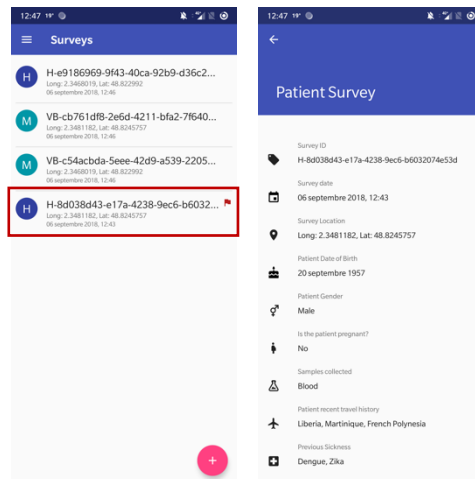 12:47 19°
Surveys
H
H-e9186969-9f43-40ca-92b9-d36c2...
Long: 2.3468019, Lat: 48.822992
06 septembre 2018, 12:46
M
VB-cb761df8-2e6d-4211-bfa2-7f640...
Long: 2.3481182, Lat: 48.8245757
06 septembre 2018, 12:46
M
VB-c54acbda-5eee-42d9-a539-2205...
Long: 2.3468019, Lat: 48.822992
06 septembre 2018, 12:46
H
H-8d038d43-e17a-4238-9ec6-b6032...
Long: 2.3481182, Lat: 48.8245757
06 septembre 2018, 12:43
+
12:47 19°
Patient Survey
Survey ID
H-8d038d43-e17a-4238-9ec6-b6032074e53d
Survey date
06 septembre 2018, 12:43
Survey Location
Long: 2.3481182, Lat: 48.8245757
Patient Date of Birth
20 septembre 1957
Patient Gender
Male
Is the patient pregnant?
No
Samples collected
Blood
Patient recent travel history
Liberia, Martinique, French Polynesia
Previous Sickness
Dengue, Zika